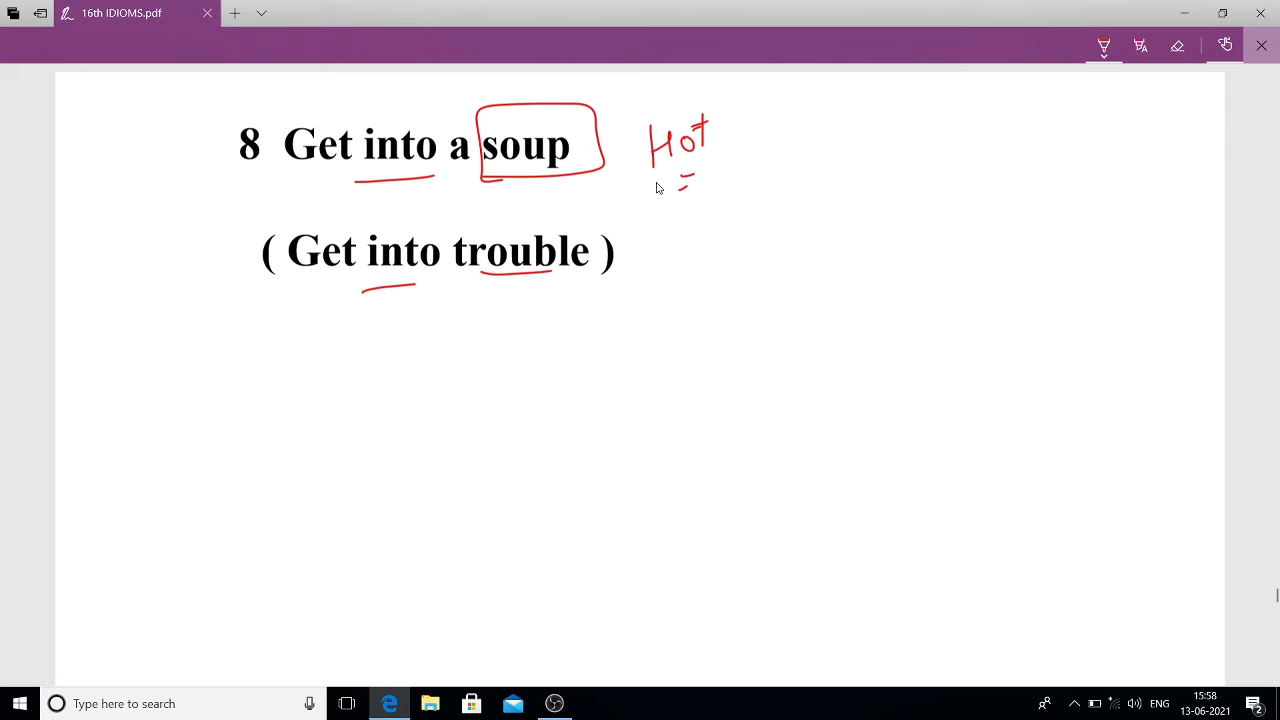 16th IDIOMS.pdf
8 Get into a soup Hot
( Get into trouble )
Type here to search
ENG
15:58
13-06-2021
2